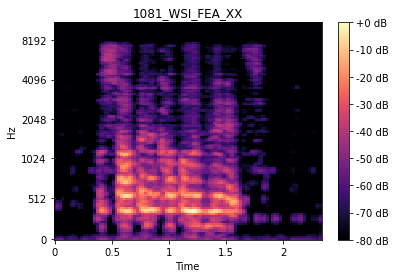 1081_WSI_FEA_XX
Hz
8192
4096
2048
1024
512
0
0
0.5
1
1.5
2
Time
+0 dB
-10 dB
-20 dB
-30 dB
-40 dB
-50 dB
-60 dB
-70 dB
-80 dB